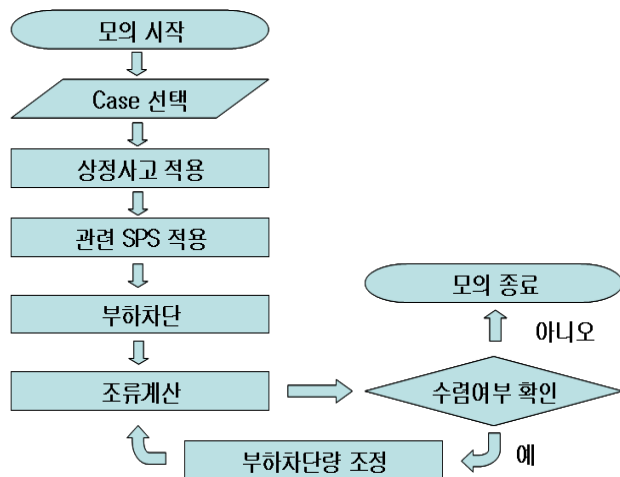 모의 시작
Case 선택
상정사고 적용
관련 SPS 적용
부하차단
조류계산
모의 종료
아니오
수렴여부 확인
예
부하차단량 조정